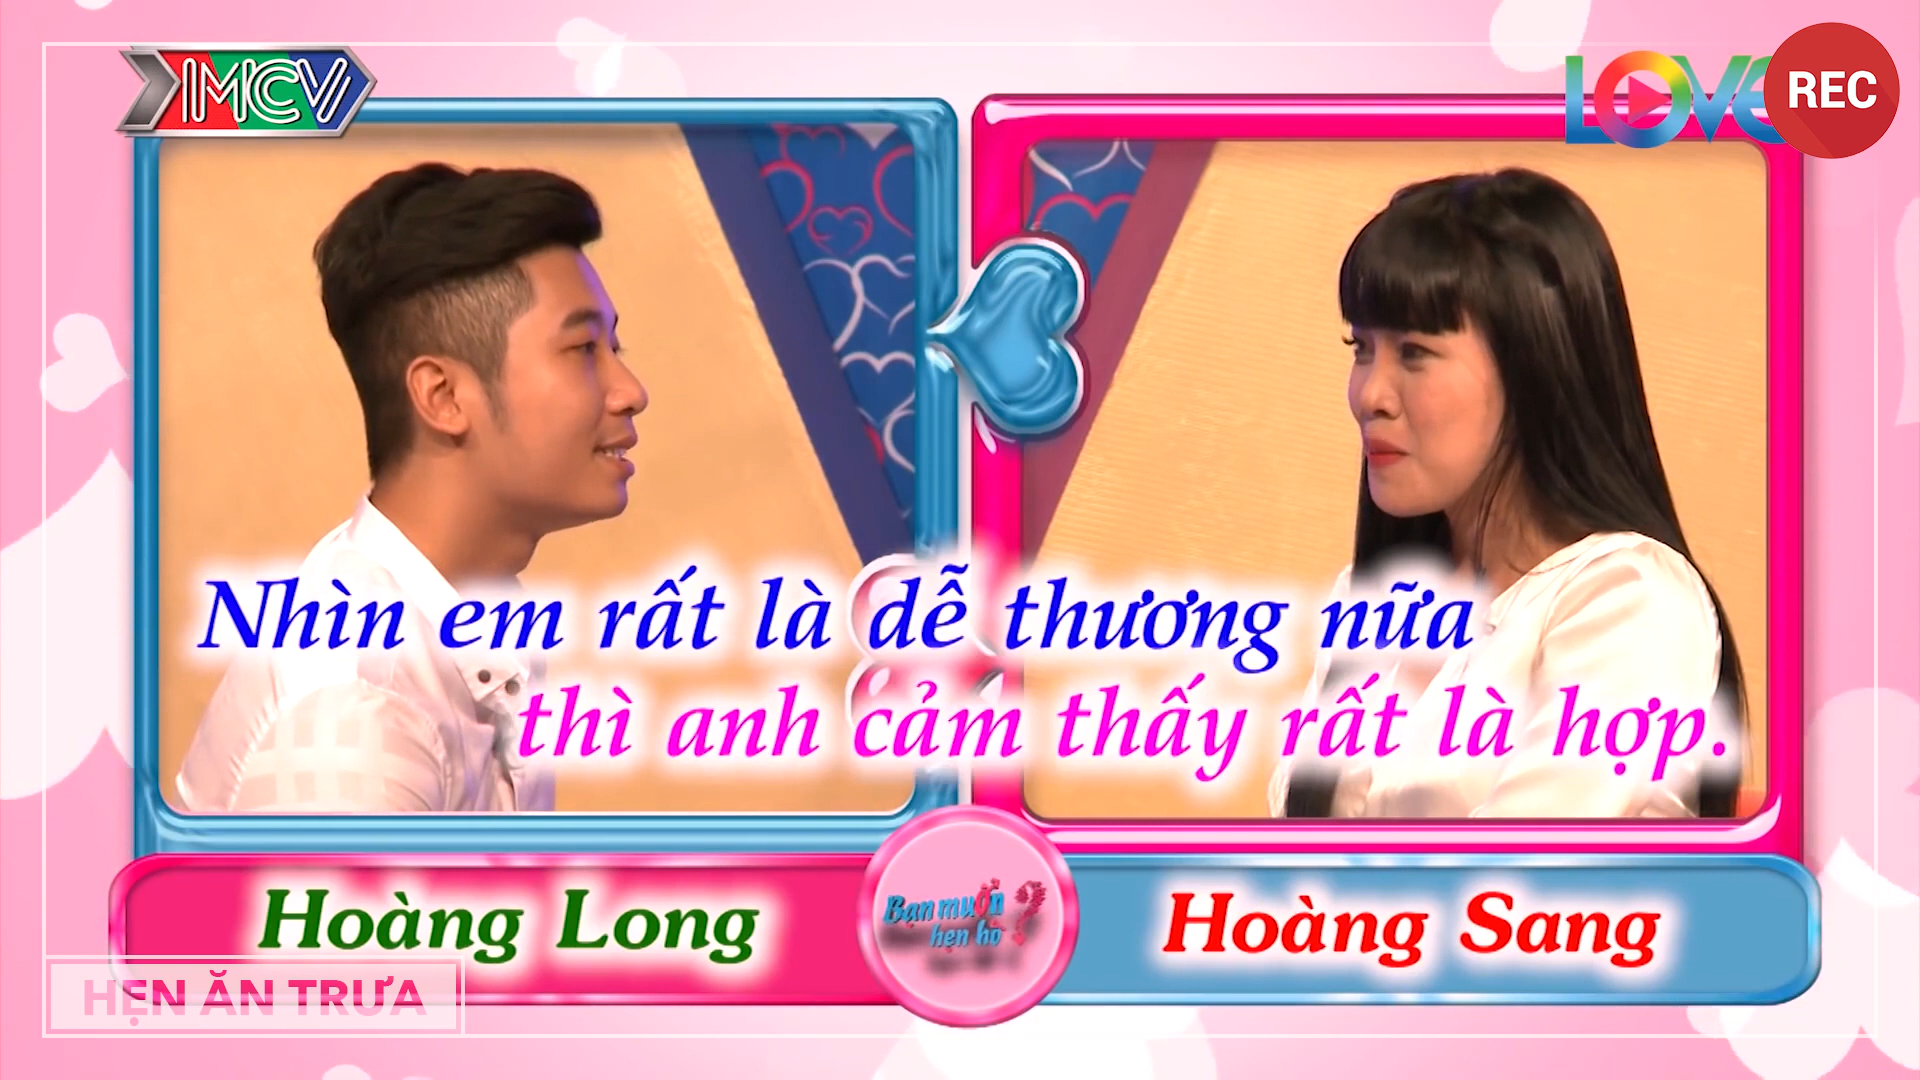 MCV
LOVE
REC
Nhìn em rất là dễ thương nữa
thì anh cảm thấy rất là hợp.
Hoàng Long
Bạn muốn
hẹn hò ?
Hoàng Sang
HẸN ĂN TRƯA